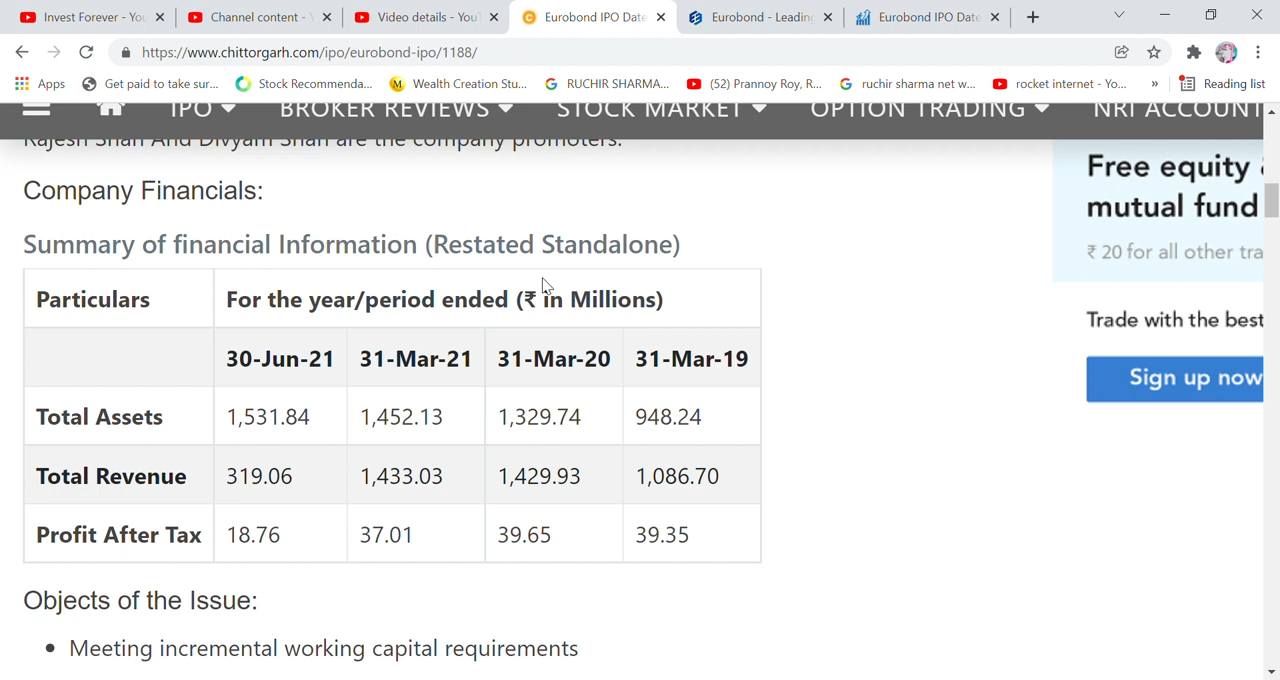 Invest Forever - You
Channel content -
Video details - You
Eurobond IPO Date
Eurobond - Leading
Eurobond IPO Date
https://www.chittorgarh.com/ipo/eurobond-ipo/1188/
Apps
Get paid to take sur...
Stock Recommenda...
Wealth Creation Stu...
RUCHIR SHARMA...
(52) Prannoy Roy, R...
ruchir sharma net w...
rocket internet - Yo...
»
Reading list
IPO
BROKER REVIEWS
STOCK MARKET
OPTION TRADING
NRI ACCOUNT
Rajesh Shah And Divyam Shah are the company promoters.
Company Financials:
Summary of financial Information (Restated Standalone)
Particulars For the year/period ended (₹ in Millions)
30-Jun-21 31-Mar-21 31-Mar-20 31-Mar-19
Total Assets 1,531.84 1,452.13 1,329.74 948.24
Total Revenue 319.06 1,433.03 1,429.93 1,086.70
Profit After Tax 18.76 37.01 39.65 39.35
Objects of the Issue:
• Meeting incremental working capital requirements
Free equity
mutual fund
₹ 20 for all other tra
Trade with the best
Sign up now